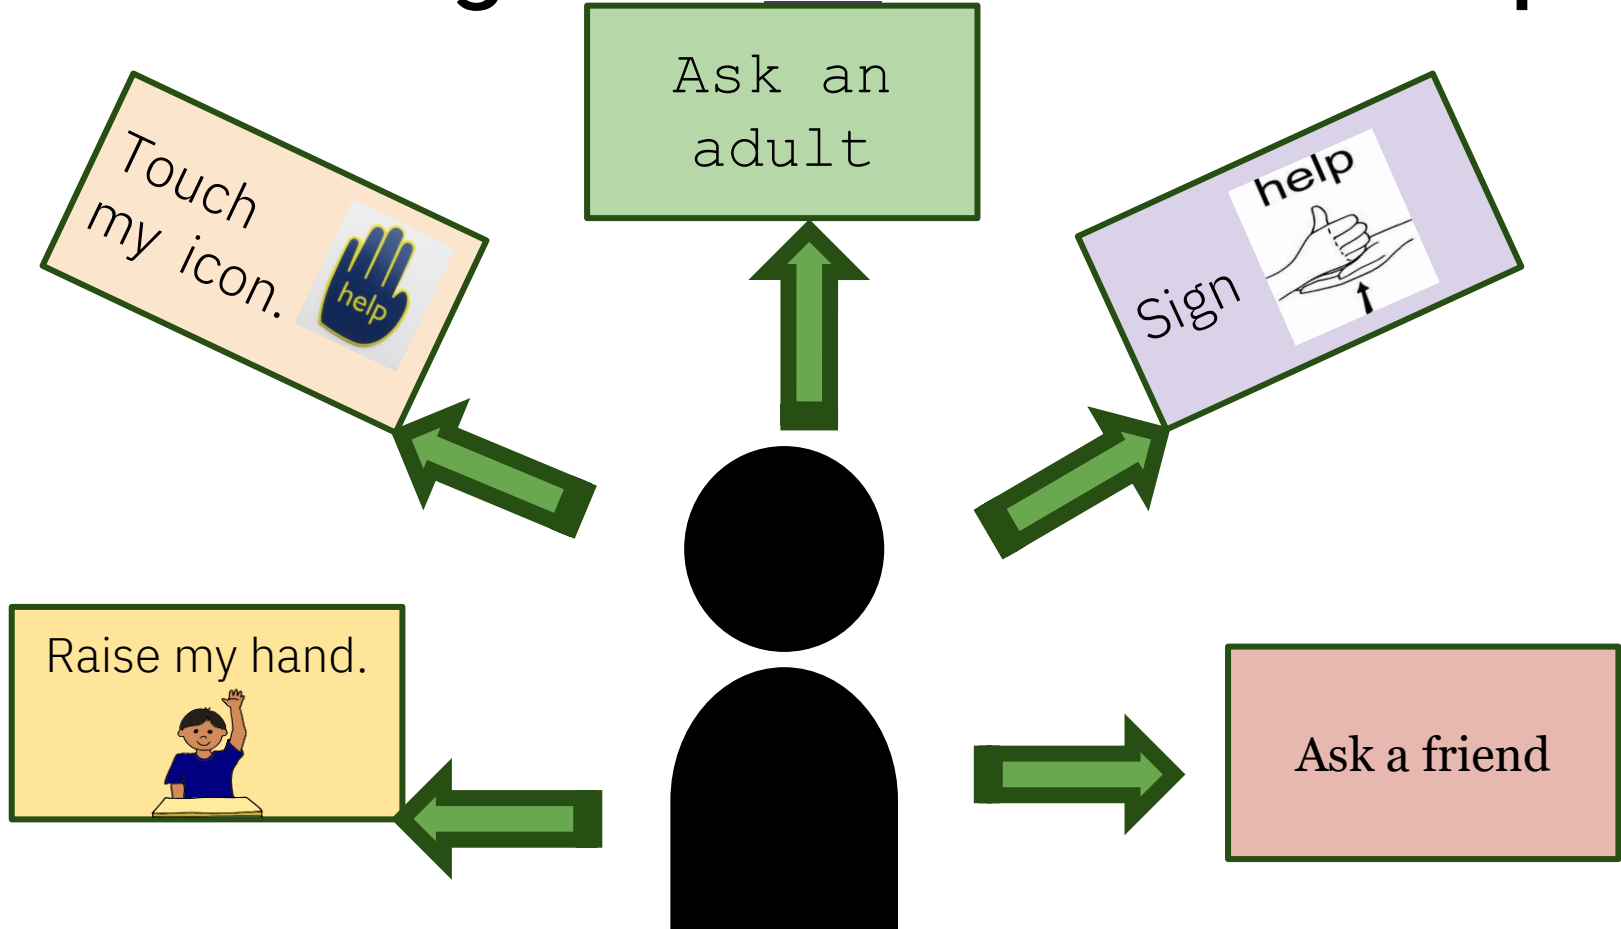 Ask an
adult
Touch
my icon.
help
help
Sign
Raise my hand.
Ask a friend